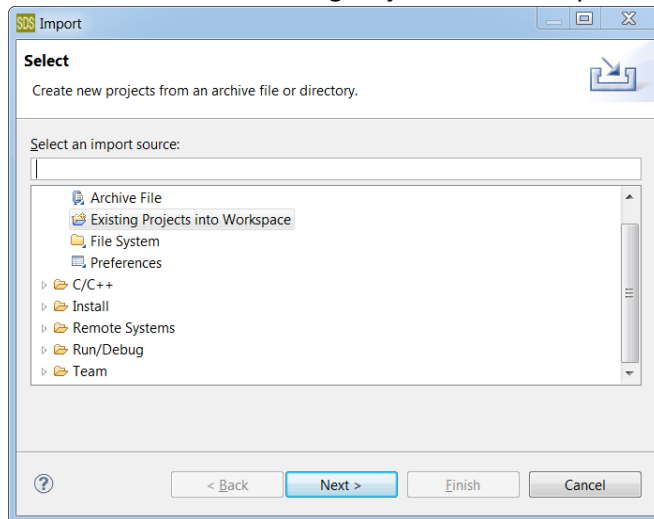 SDS Import
Select
Create new projects from an archive file or directory.
Select an import source:
Archive File
Existing Projects into Workspace
File System
Preferences
C/C++
Install
Remote Systems
Run/Debug
Team
? < Back Next > Finish Cancel